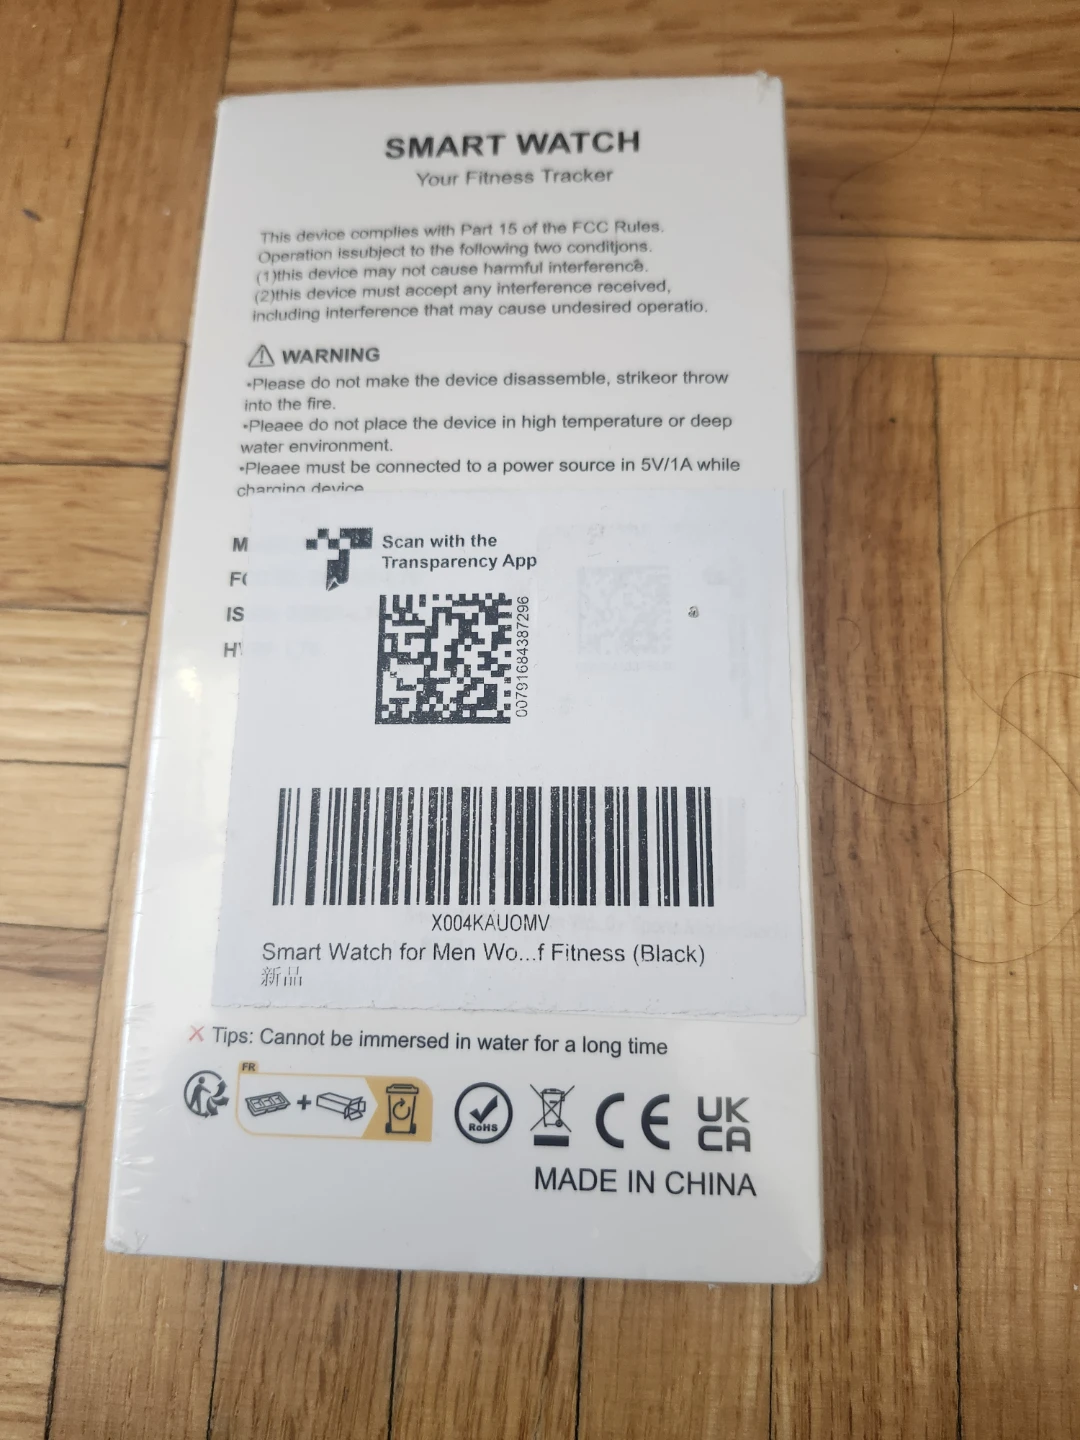 SMART WATCH
Your Fitness Tracker
This device complies with Part 15 of the FCC Rules.
Operation issubject to the following two conditjons.
(1)this device may not cause harmful interference.
(2)this device must accept any interference received,
including interference that may cause undesired operatio.
WARNING
•Please do not make the device disassemble, strikeor throw
into the fire.
•Pleaee do not place the device in high temperature or deep
water environment.
•Pleaee must be connected to a power source in 5V/1A while
charging device
M
IS
Scan with the
Transparency App
00791684387296
a
X004KAUOMV
Smart Watch for Men Wo...f Fitness (Black)
新品
X Tips: Cannot be immersed in water for a long time
FR
RoHS
CE
UK
CA
MADE IN CHINA